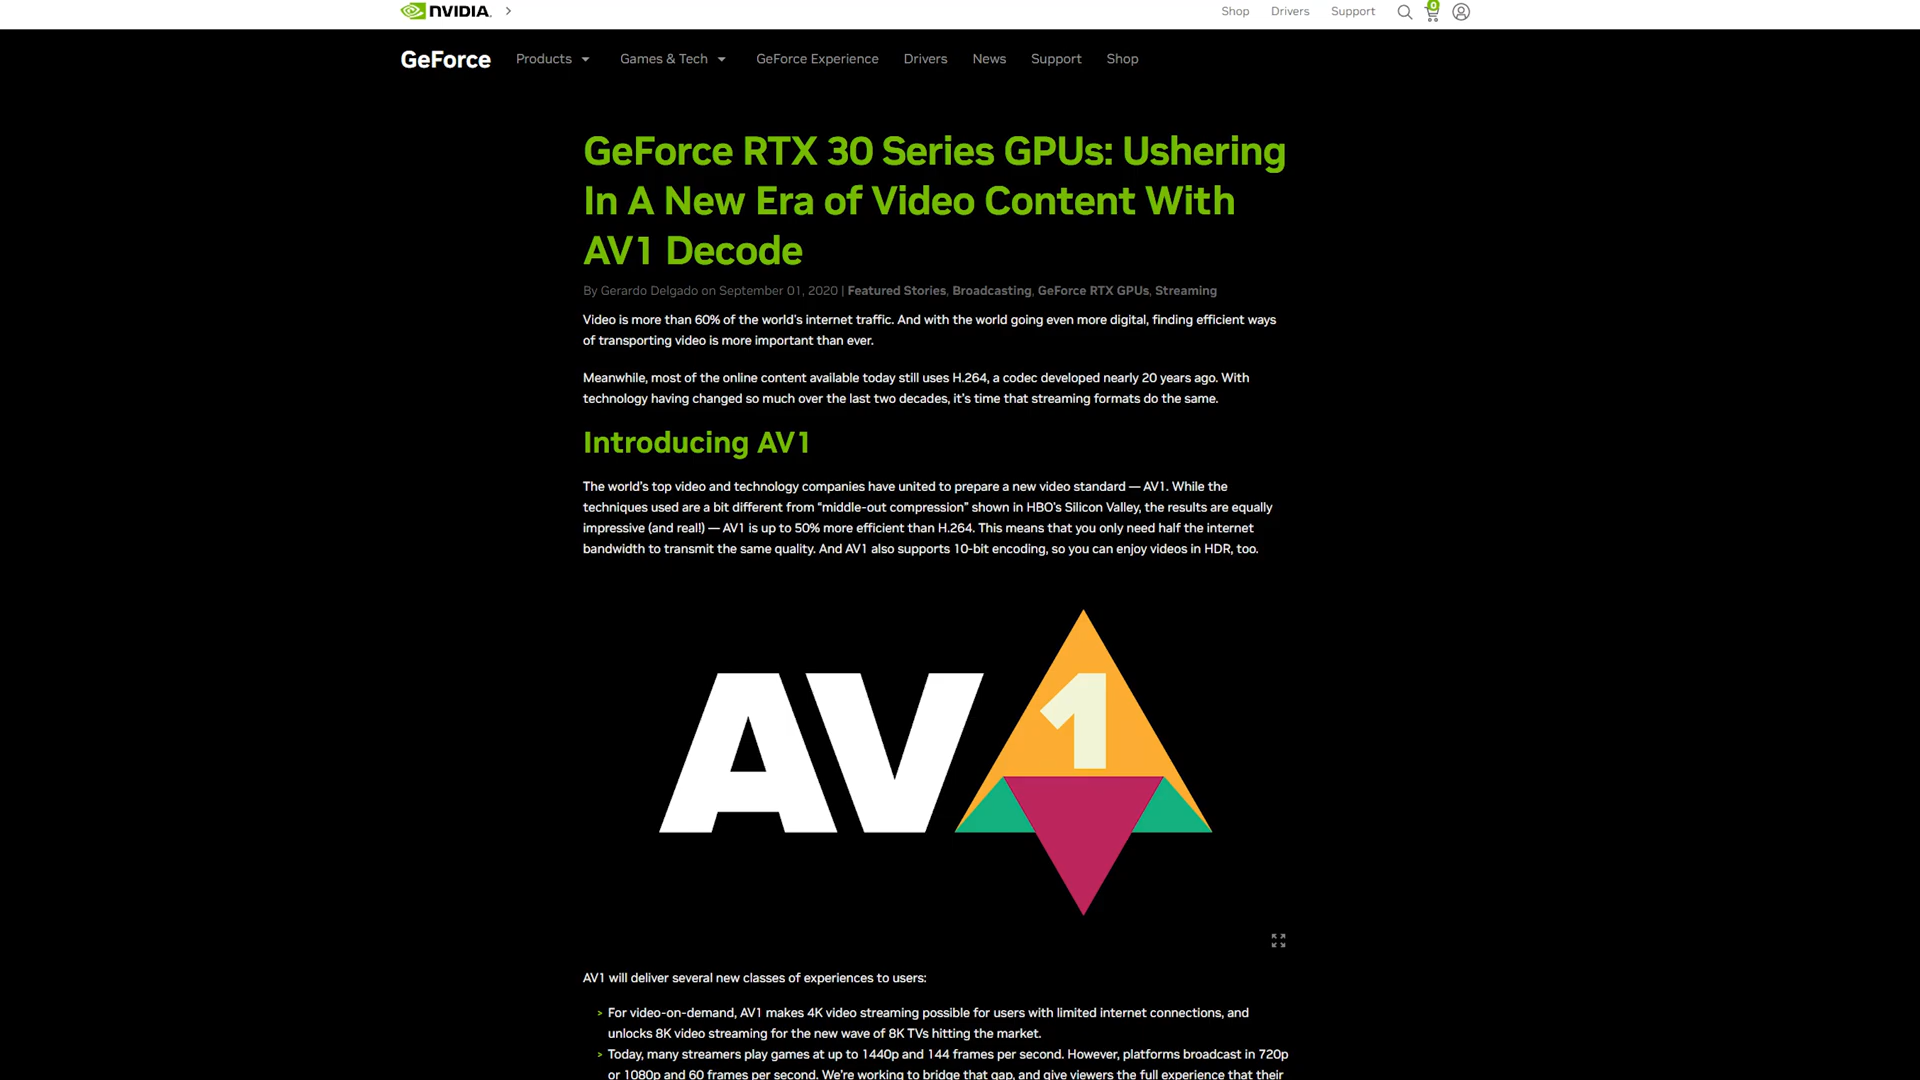 NVIDIA.
Shop Drivers Support 0
GeForce Products Games & Tech GeForce Experience Drivers News Support Shop
GeForce RTX 30 Series GPUs: Ushering
In A New Era of Video Content With
AV1 Decode
By Gerardo Delgado on September 01, 2020 | Featured Stories, Broadcasting, GeForce RTX GPUs, Streaming
Video is more than 60% of the world's internet traffic. And with the world going even more digital, finding efficient ways
of transporting video is more important than ever.
Meanwhile, most of the online content available today still uses H.264, a codec developed nearly 20 years ago. With
technology having changed so much over the last two decades, it's time that streaming formats do the same.
Introducing AV1
The world's top video and technology companies have united to prepare a new video standard — AV1. While the
techniques used are a bit different from “middle-out compression” shown in HBO's Silicon Valley, the results are equally
impressive (and real!) — AV1 is up to 50% more efficient than H.264. This means that you only need half the internet
bandwidth to transmit the same quality. And AV1 also supports 10-bit encoding, so you can enjoy videos in HDR, too.
AV1
AV1 will deliver several new classes of experiences to users:
> For video-on-demand, AV1 makes 4K video streaming possible for users with limited internet connections, and
unlocks 8K video streaming for the new wave of 8K TVs hitting the market.
> Today, many streamers play games at up to 1440p and 144 frames per second. However, platforms broadcast in 720p
or 1080p and 60 frames per second. We're working to bridge that gap, and give viewers the full experience that their